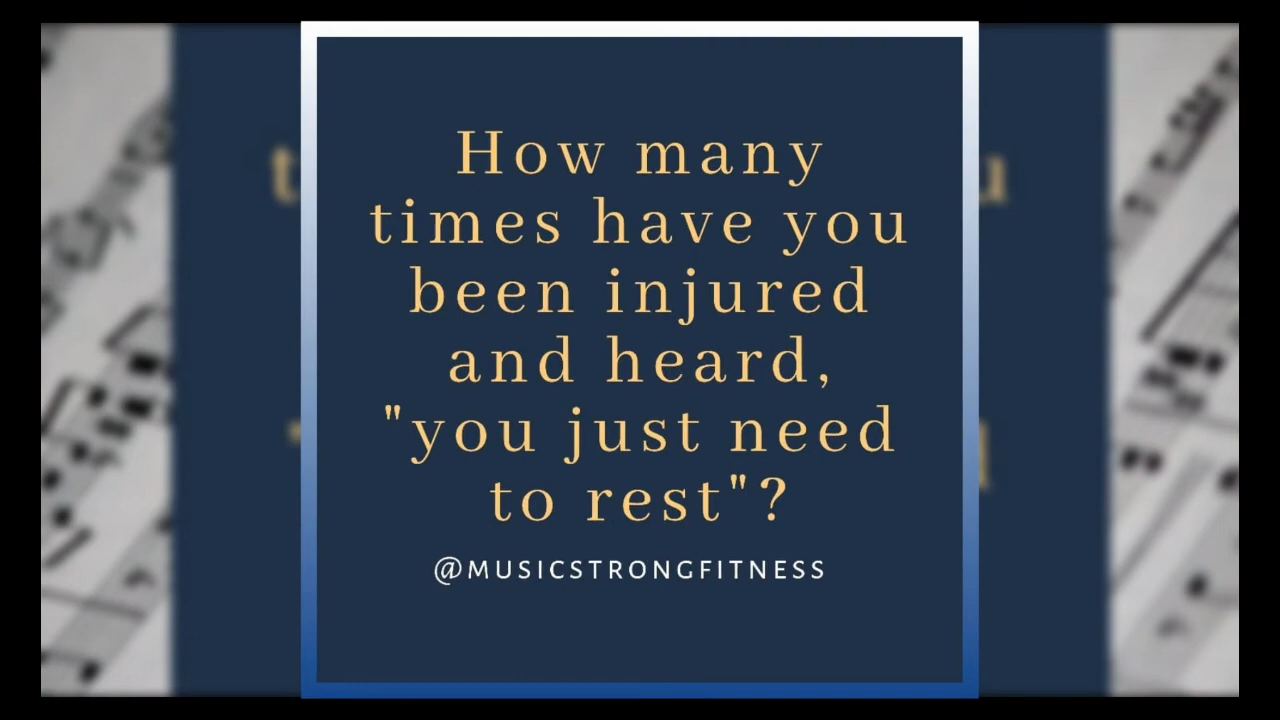 How many
times have you
been injured
and heard,
"you just need
to rest"?
@MUSICSTRONGFITNESS